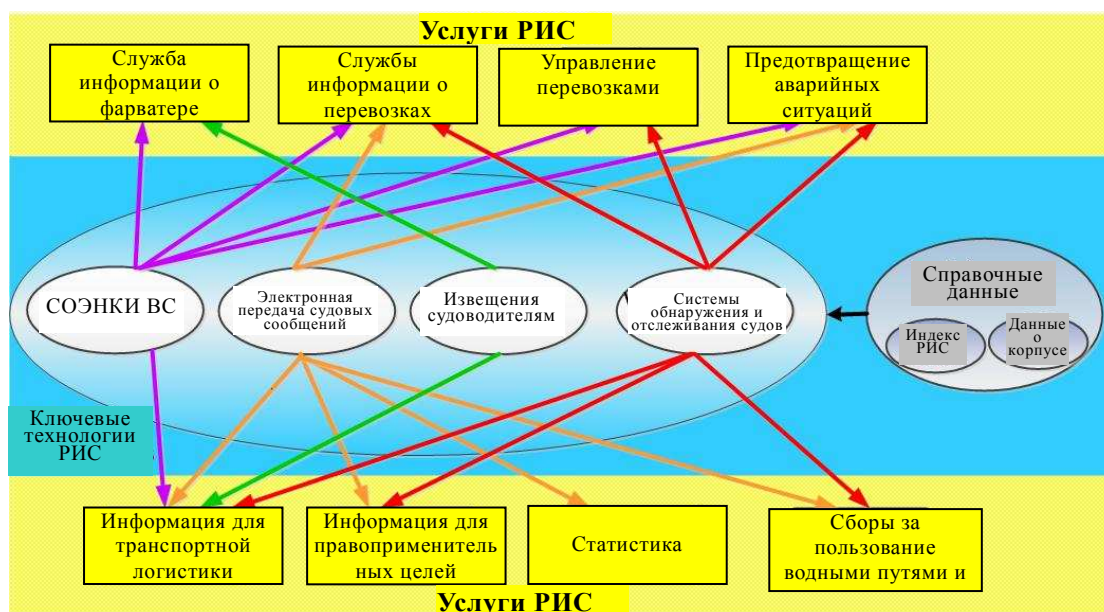 Услуги РИС
Служба
информации о
фарватере
Службы
информации о
перевозках
Управление
перевозками
Предотвращение
аварийных
ситуаций
СОЭНКИ ВС
Электронная
передача судовых
сообщений
Извещения
судоводителям
Системы
обнаружения и
отслеживания судов
Справочные
данные
Индекс
РИС
Данные
о
корпусе
Ключевые
технологии
РИС
Информация для
транспортной
логистики
Информация для
правоприменитель
ных целей
Статистика
Сборы за
пользование
водными путями и
Услуги РИС